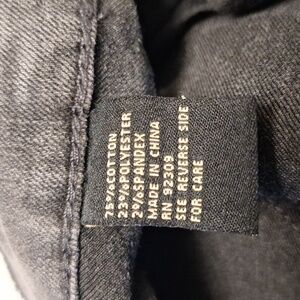 75%COTTON
23%POLYESTER
2%SPANDEX
MADE IN CHINA
RN 92309
SEE REVERSE SIDE
FOR CARE